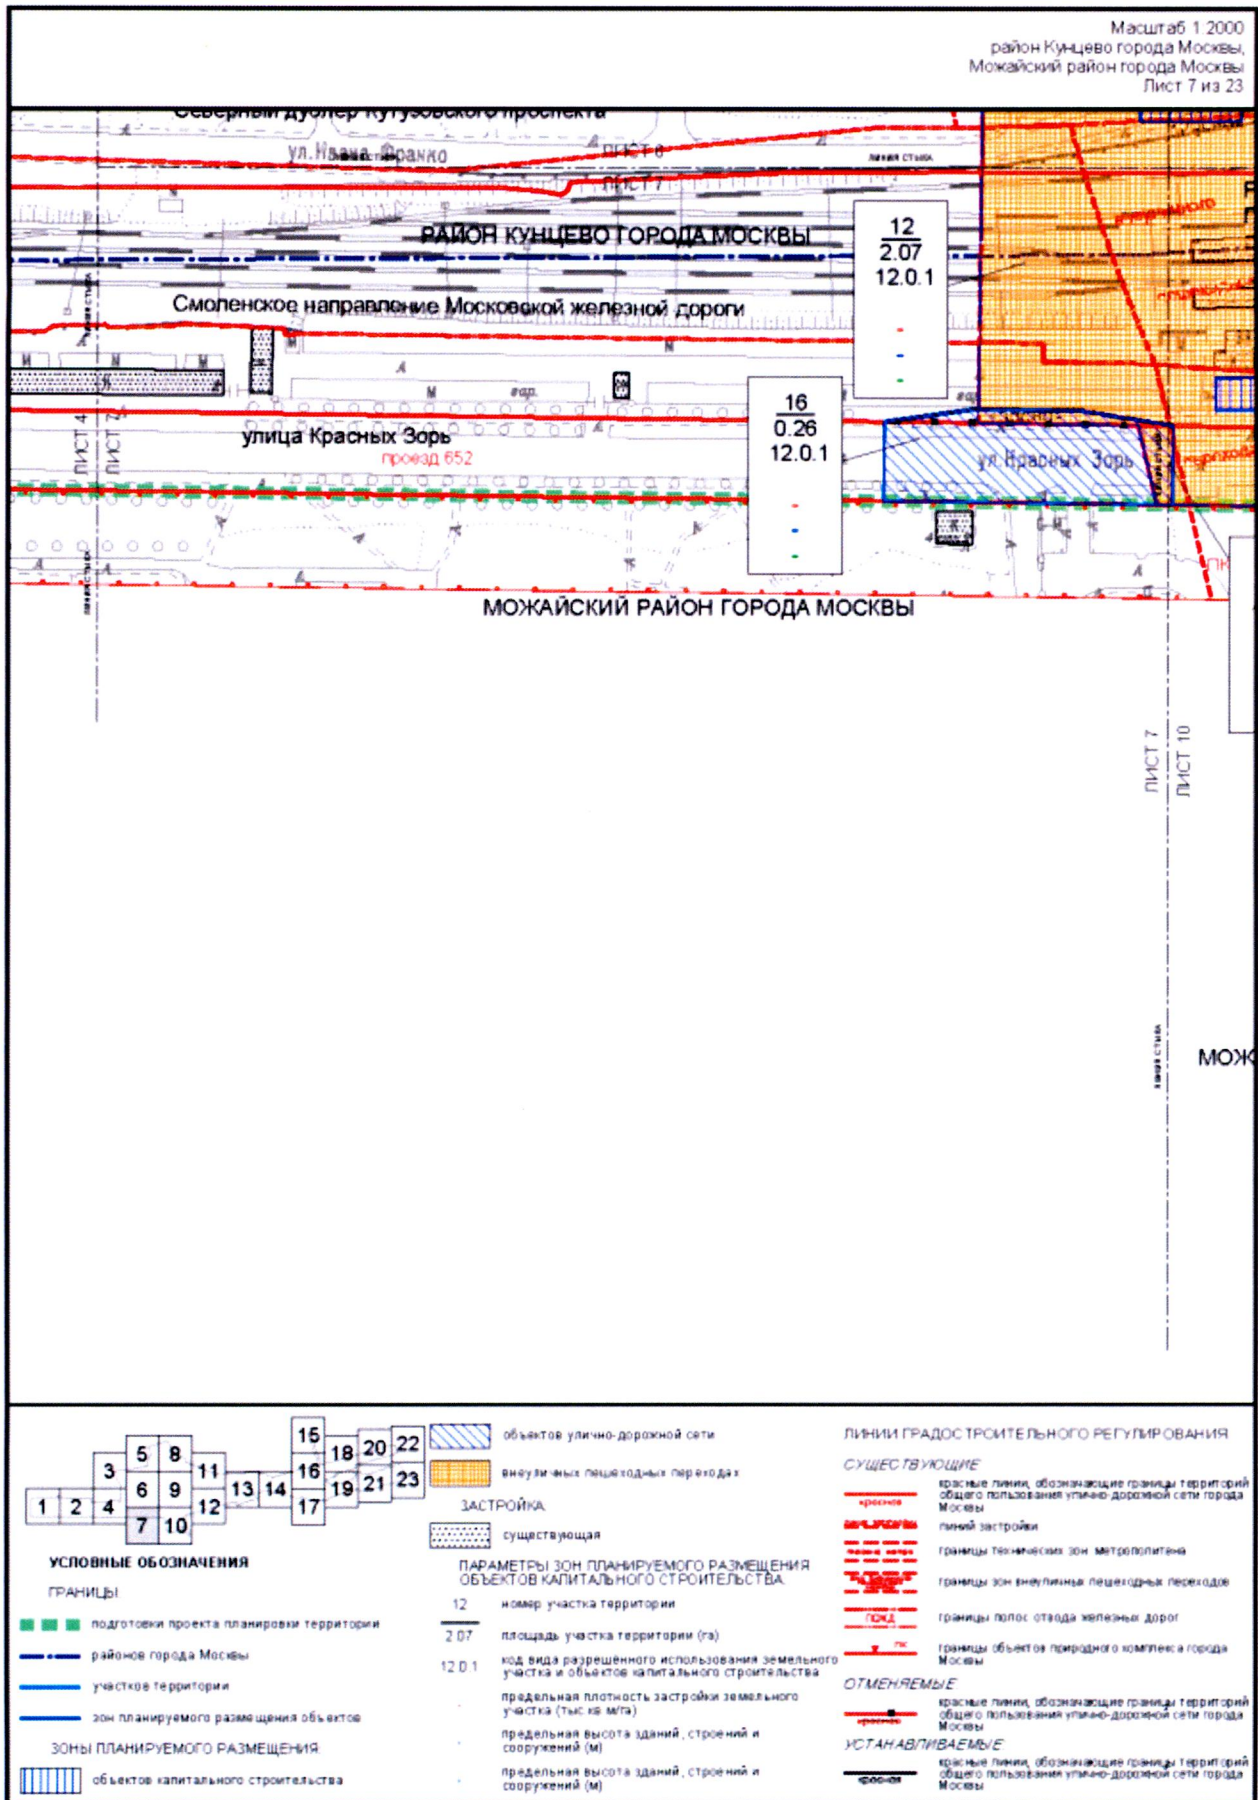 Масштаб 1:2000
район Кунцево города Москвы,
Можайский район города Москвы
Лист 7 из 23
Северный дублер Кутузовского проспекта
ул. Ивана Франко
ЛИСТ 6
линия стыка
ЛИСТ 7
РАЙОН КУНЦЕВО ГОРОДА МОСКВЫ
12
2.07
12.0.1
Смоленское направление Московской железной дороги
линия стыка
16
0.26
12.0.1
ЛИСТ 4
ЛИСТ 7
улица Красных Зорь
проезд 652
ул. Красных Зорь
линия стыка
МОЖАЙСКИЙ РАЙОН ГОРОДА МОСКВЫ
ЛИСТ 7
ЛИСТ 10
линия стыка
МОЖ
15
5 8 18 20 22
3 11 16
6 9 13 14 19 21 23
1 2 4 12 17
7 10
УСЛОВНЫЕ ОБОЗНАЧЕНИЯ
ГРАНИЦЫ
подготовки проекта планировки территории
районов города Москвы
участков территории
зон планируемого размещения объектов
ЗОНЫ ПЛАНИРУЕМОГО РАЗМЕЩЕНИЯ
объектов капитального строительства
объектов улично-дорожной сети
внеуличных пешеходных переходах
ЗАСТРОЙКА
существующая
ПАРАМЕТРЫ ЗОН ПЛАНИРУЕМОГО РАЗМЕЩЕНИЯ
ОБЪЕКТОВ КАПИТАЛЬНОГО СТРОИТЕЛЬСТВА
12 номер участка территории
2.07 площадь участка территории (га)
12.0.1 код вида разрешённого использования земельного
участка и объектов капитального строительства
предельная плотность застройки земельного
участка (тыс.кв.м/га)
предельная высота зданий, строений и
сооружений (м)
предельная высота зданий, строений и
сооружений (м)
ЛИНИИ ГРАДОСТРОИТЕЛЬНОГО РЕГУЛИРОВАНИЯ
СУЩЕСТВУЮЩИЕ
красные линии, обозначающие границы территорий
общего пользования улично-дорожной сети города
Москвы
линий застройки
границы технических зон метрополитена
границы зон внеуличных пешеходных переходов
границы полос отвода железных дорог
границы объектов природного комплекса города
Москвы
ОТМЕНЯЕМЫЕ
красные линии, обозначающие границы территорий
общего пользования улично-дорожной сети города
Москвы
УСТАНАВЛИВАЕМЫЕ
красные линии, обозначающие границы территорий
общего пользования улично-дорожной сети города
Москвы